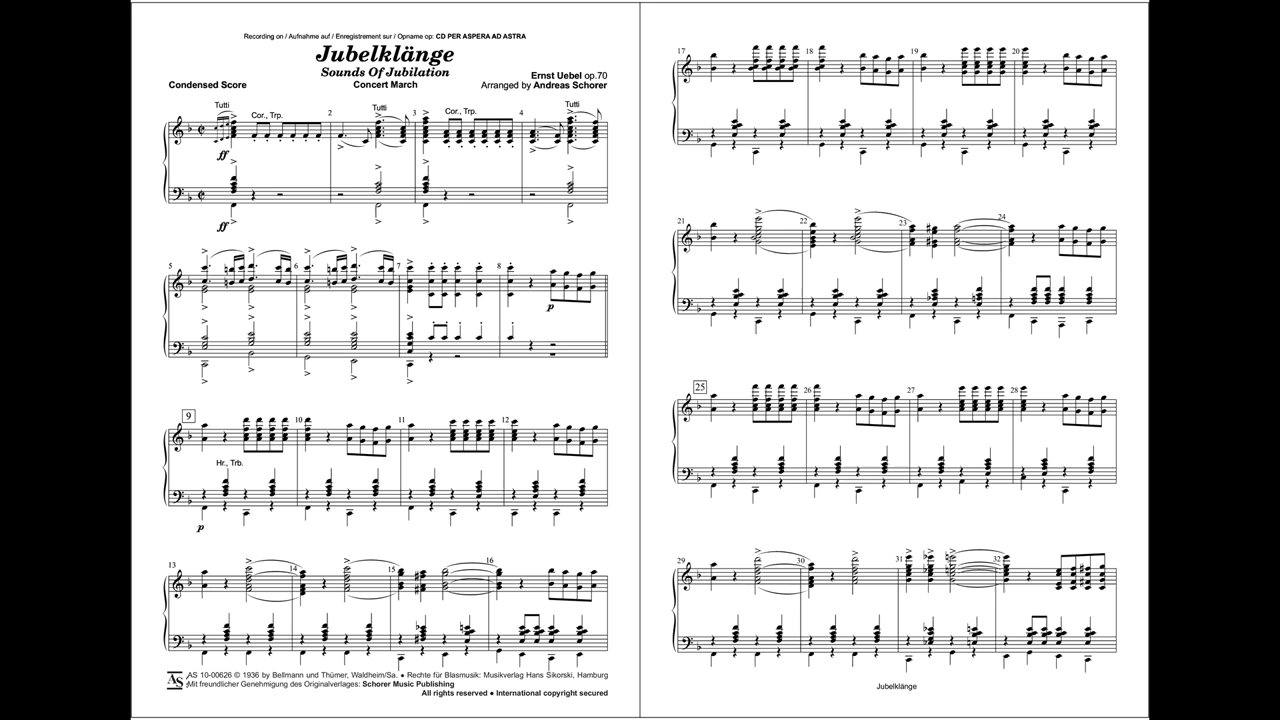 Recording on / Aufnahme auf / Enregistrement sur / Opname op: CD PER ASPERA AD ASTRA
Jubelklänge
Sounds Of Jubilation
Concert March
Condensed Score
Ernst Uebel op.70
Arranged by Andreas Schorer
Tutti
Cor., Trp.
2
Tutti
3
Cor., Trp.
4
Tutti
ff
ff
5
6
7
8
p
9
10
11
12
Hr., Trb.
p
13
14
15
16
AS
AS 10-00626 © 1936 by Bellmann und Thümer, Waldheim/Sa. ● Rechte für Blasmusik: Musikverlag Hans Sikorski, Hamburg
Mit freundlicher Genehmigung des Originalverlages: Schorer Music Publishing
All rights reserved ● International copyright secured
17
18
19
20
21
22
23
24
25
26
27
28
29
30
31
32
Jubelklänge